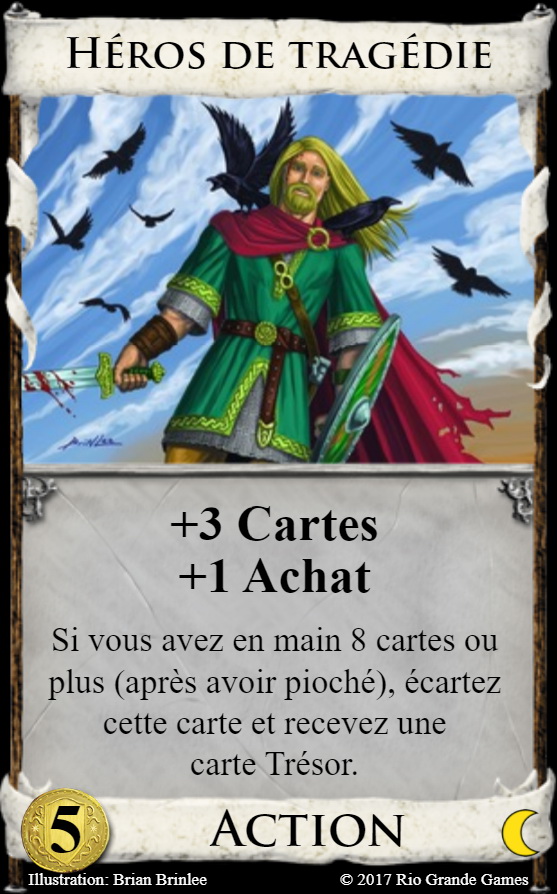 Héros de tragédie
BrinLee
+3 Cartes
+1 Achat
Si vous avez en main 8 cartes ou
plus (après avoir pioché), écartez
cette carte et recevez une
carte Trésor.
5
Action
Illustration: Brian Brinlee
© 2017 Rio Grande Games